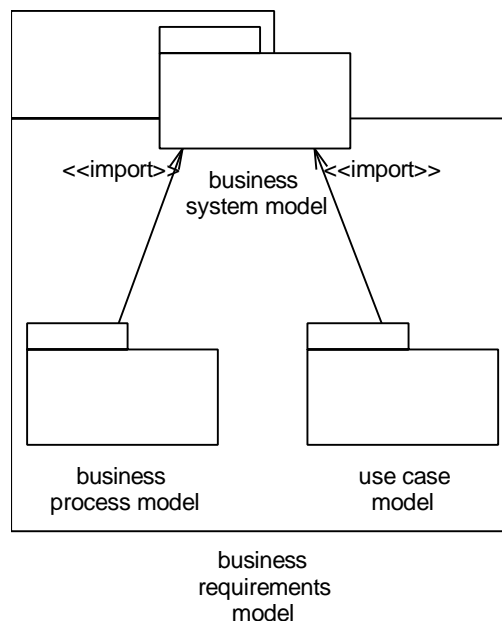 <<import>>
<<import>>
business
system model
business
process model
use case
model
business
requirements
model